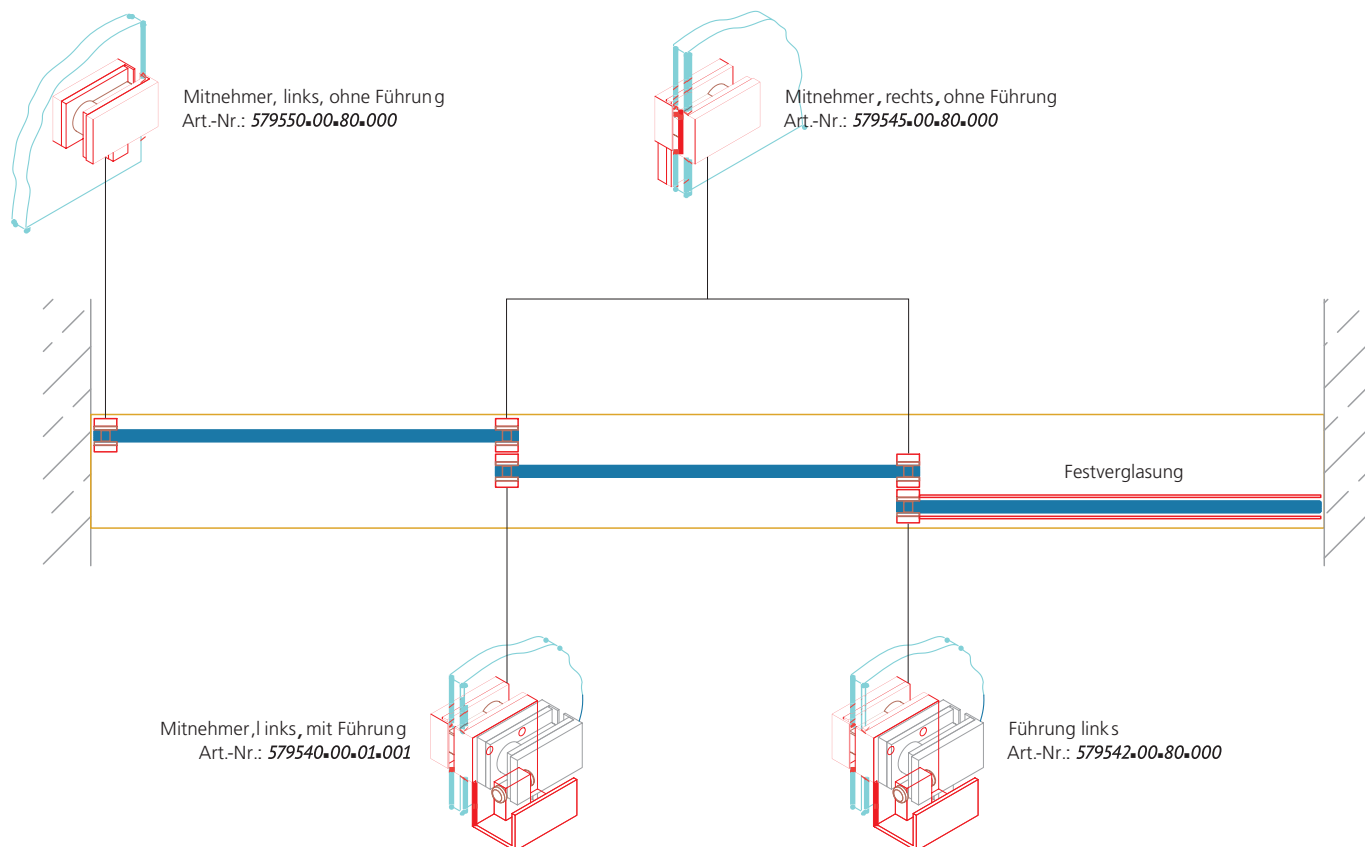 Mitnehmer, links, ohne Führung
Art.-Nr.: 579550.00.80.000
Mitnehmer, rechts, ohne Führung
Art.-Nr.: 579545.00.80.000
Festverglasung
Mitnehmer,links, mit Führung
Art.-Nr.: 579540.00.01.001
Führung links
Art.-Nr.: 579542.00.80.000